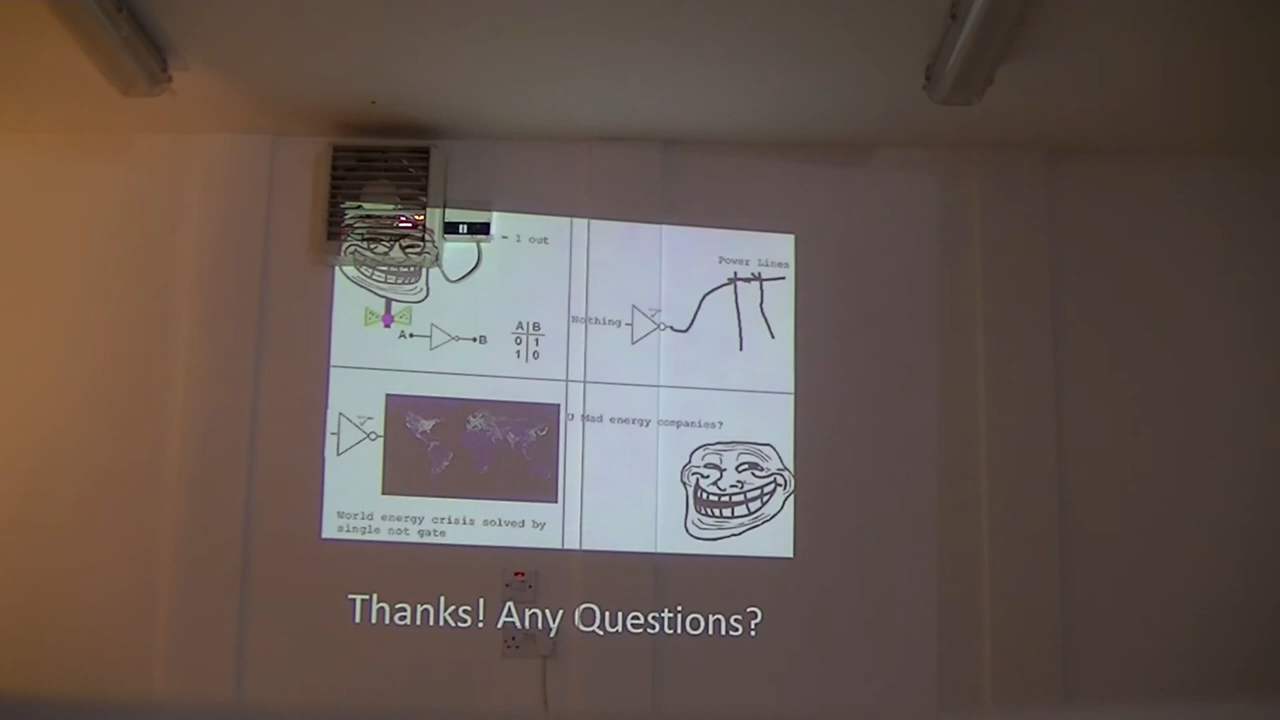 = 1 out
A
B
A B
0 1
1 0
Power Lines
Nothing
World energy crisis solved by
single not gate
U Mad energy companies?
Thanks! Any Questions?